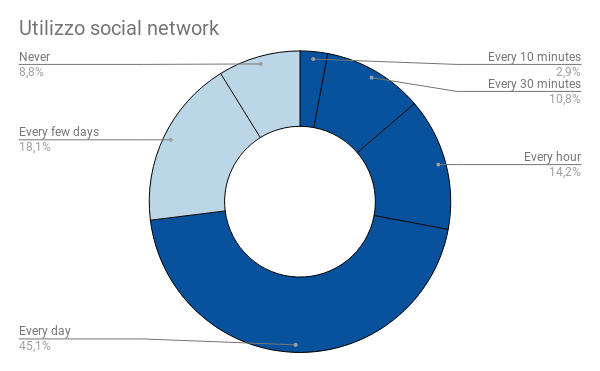 Utilizzo social network
Never
8,8%
Every few days
18,1%
Every day
45,1%
Every 10 minutes
2,9%
Every 30 minutes
10,8%
Every hour
14,2%